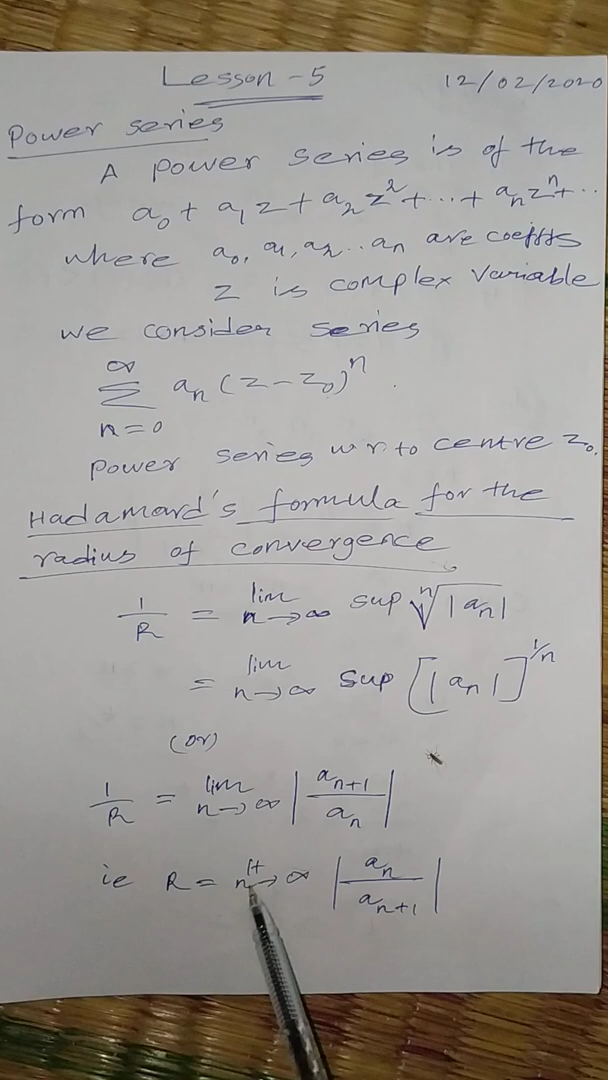 Lesson - 5 12/02/2020
Power series
A power series is of the
form a₀ + a₁z + a₂z² + ... + aₙzⁿ + ..
where a₀, a₁, a₂ .. aₙ are coeffts
z is complex variable
we consider series
∞
Σ aₙ (z - z₀)ⁿ .
n = 0
Power series w r. to centre z₀.
Hadamard's formula for the
radius of convergence
1/R = lim n→∞ sup ⁿ√|aₙ|
= lim n→∞ sup [|aₙ|]^1/n
(or)
1/R = lim n→∞ |aₙ₊₁/aₙ|
ie R = lt n→∞ |aₙ/aₙ₊₁|